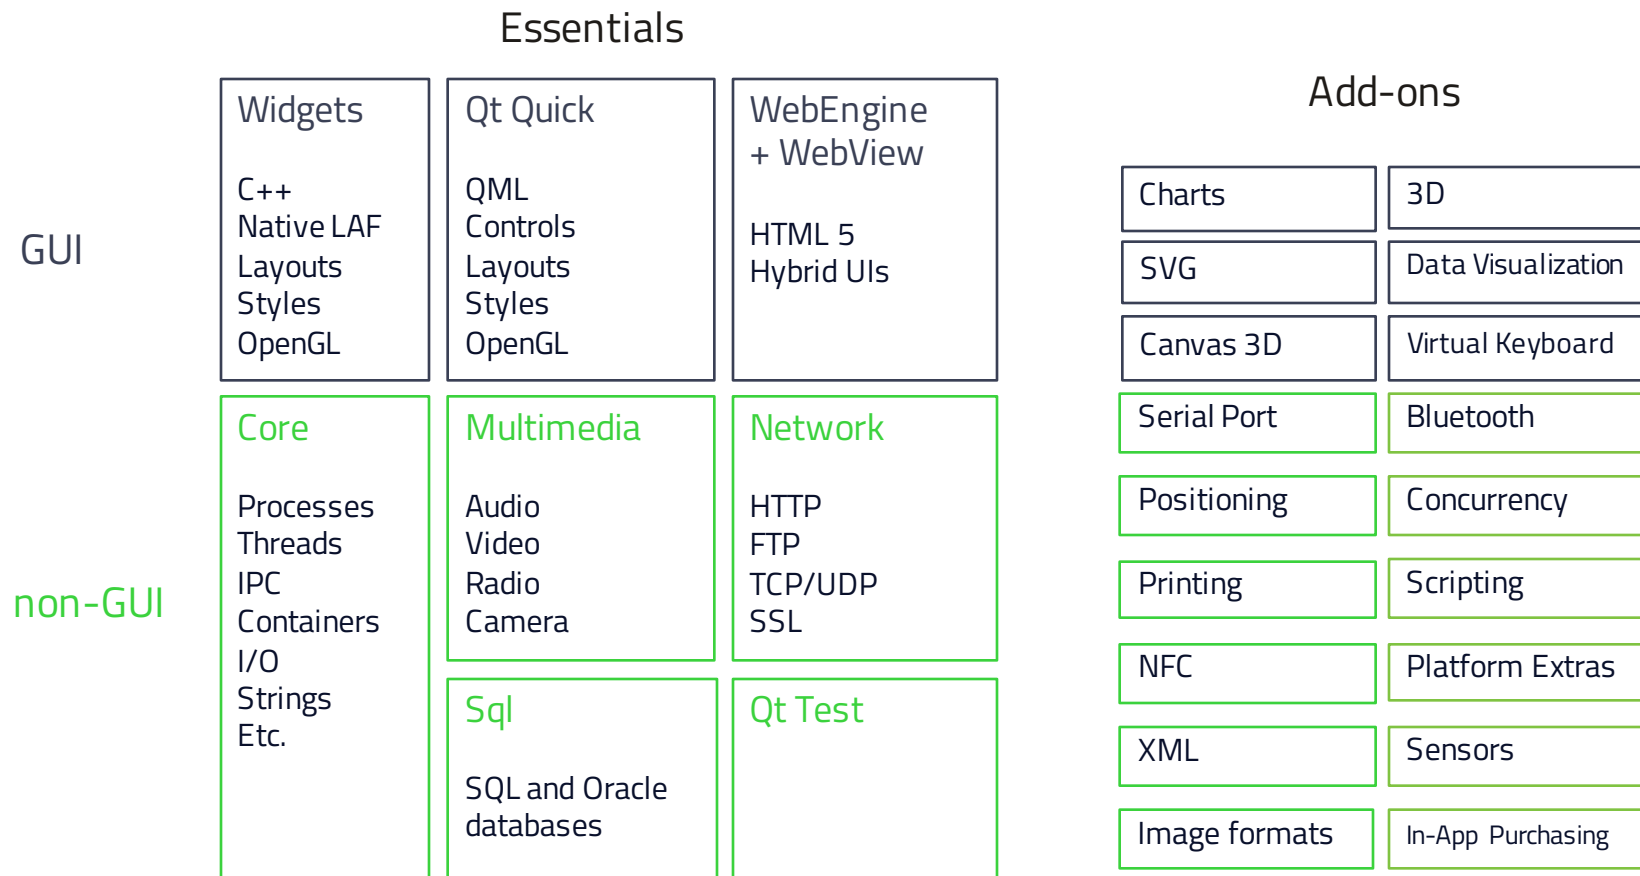 Essentials
Add-ons
GUI
non-GUI
Widgets
C++
Native LAF
Layouts
Styles
OpenGL
Qt Quick
QML
Controls
Layouts
Styles
OpenGL
WebEngine
+ WebView
HTML 5
Hybrid UIs
Core
Processes
Threads
IPC
Containers
I/O
Strings
Etc.
Multimedia
Audio
Video
Radio
Camera
Network
HTTP
FTP
TCP/UDP
SSL
Sql
SQL and Oracle
databases
Qt Test
Charts
3D
SVG
Data Visualization
Canvas 3D
Virtual Keyboard
Serial Port
Bluetooth
Positioning
Concurrency
Printing
Scripting
NFC
Platform Extras
XML
Sensors
Image formats
In-App Purchasing